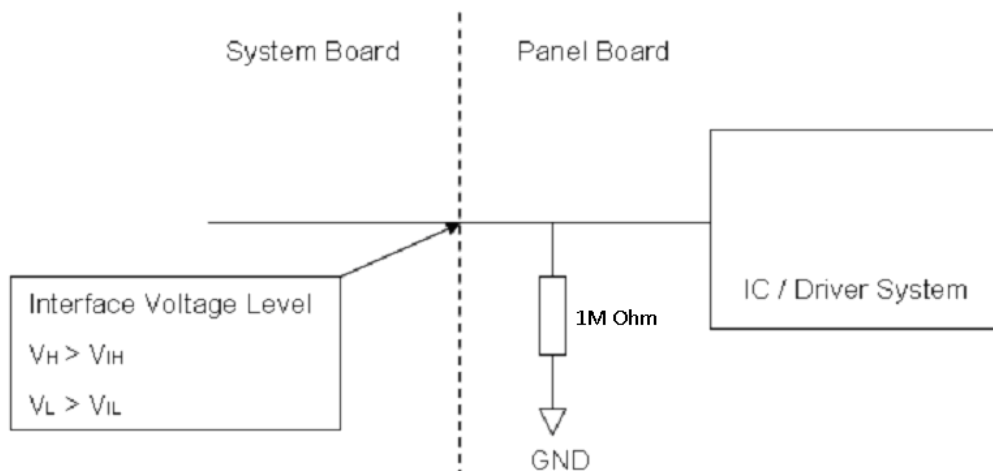 System Board
Panel Board
Interface Voltage Level
VH > VIH
VL > VIL
IC / Driver System
1M Ohm
GND